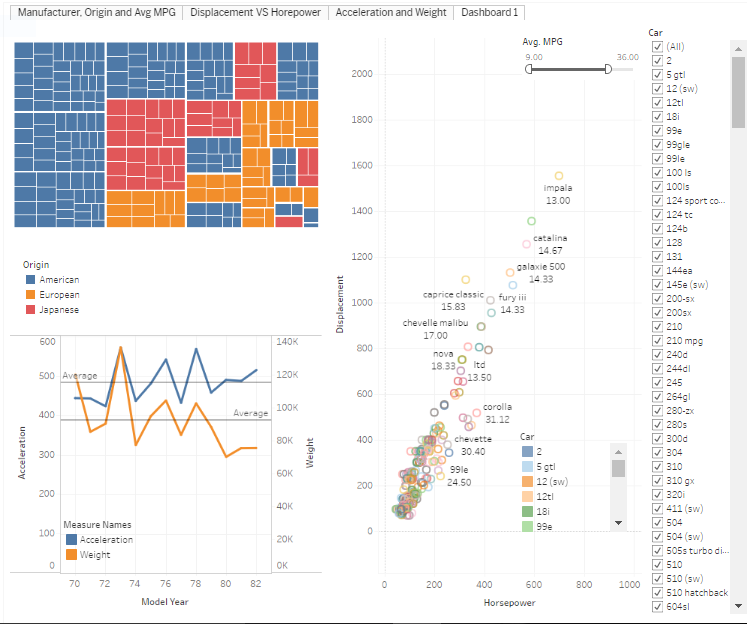 Manufacturer, Origin and Avg MPG
Displacement VS Horepower
Acceleration and Weight
Dashboard 1
Origin
American
European
Japanese
600
500
400
300
200
100
0
Acceleration
Average
Average
140K
120K
100K
80K
60K
40K
20K
0K
Weight
Measure Names
Acceleration
Weight
70
72
74
76
78
80
82
Model Year
Avg. MPG
9.00
36.00
2000
1800
1600
1400
1200
1000
800
600
400
200
0
Displacement
impala
13.00
catalina
14.67
galaxie 500
14.33
caprice classic
15.83
fury iii
14.33
chevelle malibu
17.00
nova
18.33
ltd
13.50
corolla
31.12
chevette
30.40
99le
24.50
Car
2
5 gtl
12 (sw)
12tl
18i
99e
0
200
400
600
800
1000
Horsepower
Car
(All)
2
5 gtl
12 (sw)
12tl
18i
99e
99gle
99le
100 ls
100ls
124 sport co...
124 tc
124b
128
131
144ea
145e (sw)
200-sx
200sx
210
210 mpg
240d
244dl
245
264gl
280-zx
280s
300d
304
310
310 gx
320i
411 (sw)
504
504 (sw)
505s turbo di...
510
510 (sw)
510 hatchback
604sl